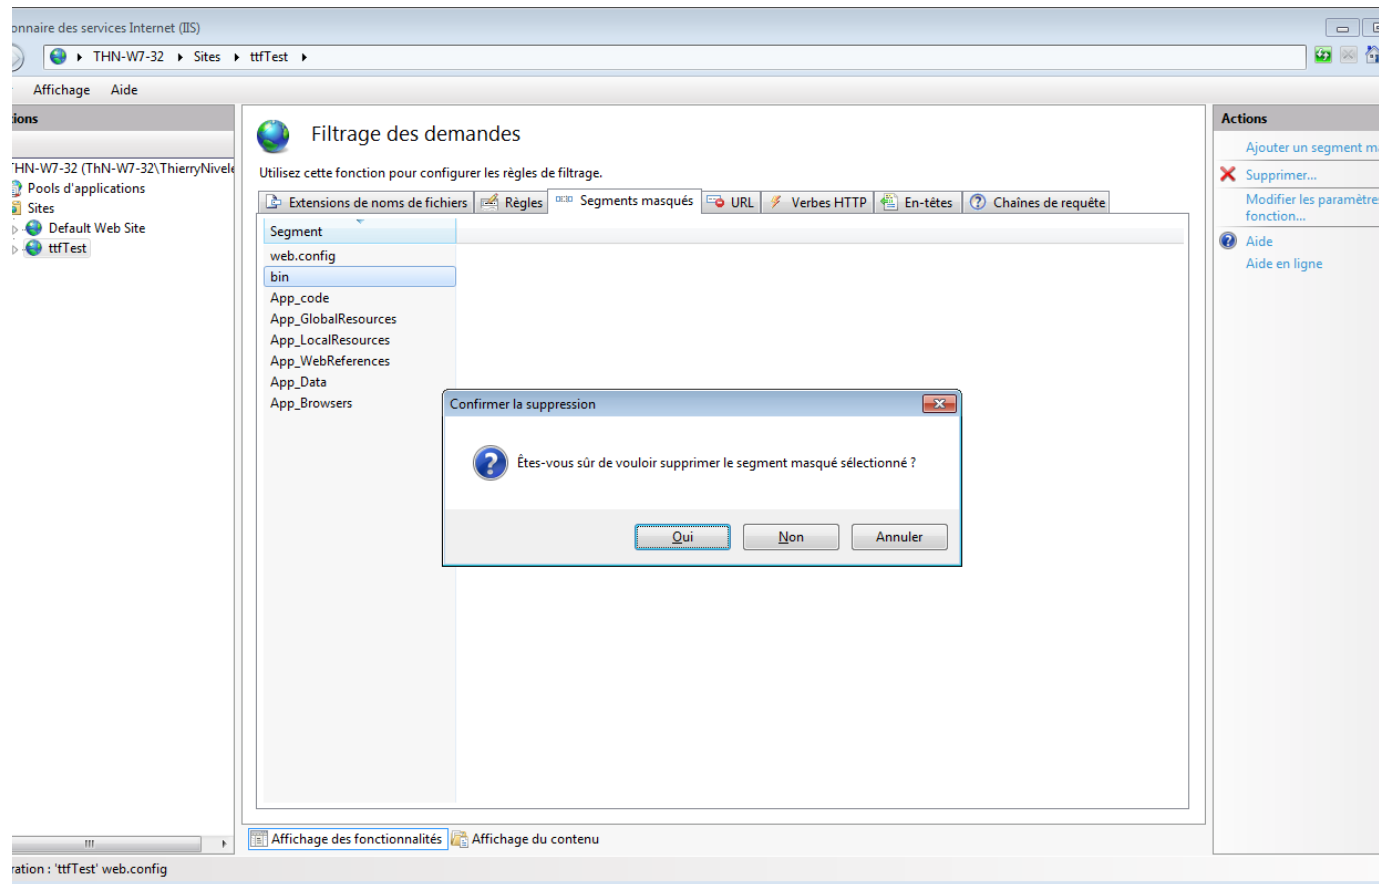 onnaire des services Internet (IIS)
THN-W7-32 Sites ttfTest
Affichage Aide
ions
THN-W7-32 (ThN-W7-32\ThierryNivele
Pools d'applications
Sites
Default Web Site
ttfTest
Filtrage des demandes
Utilisez cette fonction pour configurer les règles de filtrage.
Extensions de noms de fichiers Règles Segments masqués URL Verbes HTTP En-têtes Chaînes de requête
Segment
web.config
bin
App_code
App_GlobalResources
App_LocalResources
App_WebReferences
App_Data
App_Browsers
Confirmer la suppression
Êtes-vous sûr de vouloir supprimer le segment masqué sélectionné ?
Oui Non Annuler
Actions
Ajouter un segment m
Supprimer...
Modifier les paramètre
fonction...
Aide
Aide en ligne
Affichage des fonctionnalités Affichage du contenu
ration : 'ttfTest' web.config